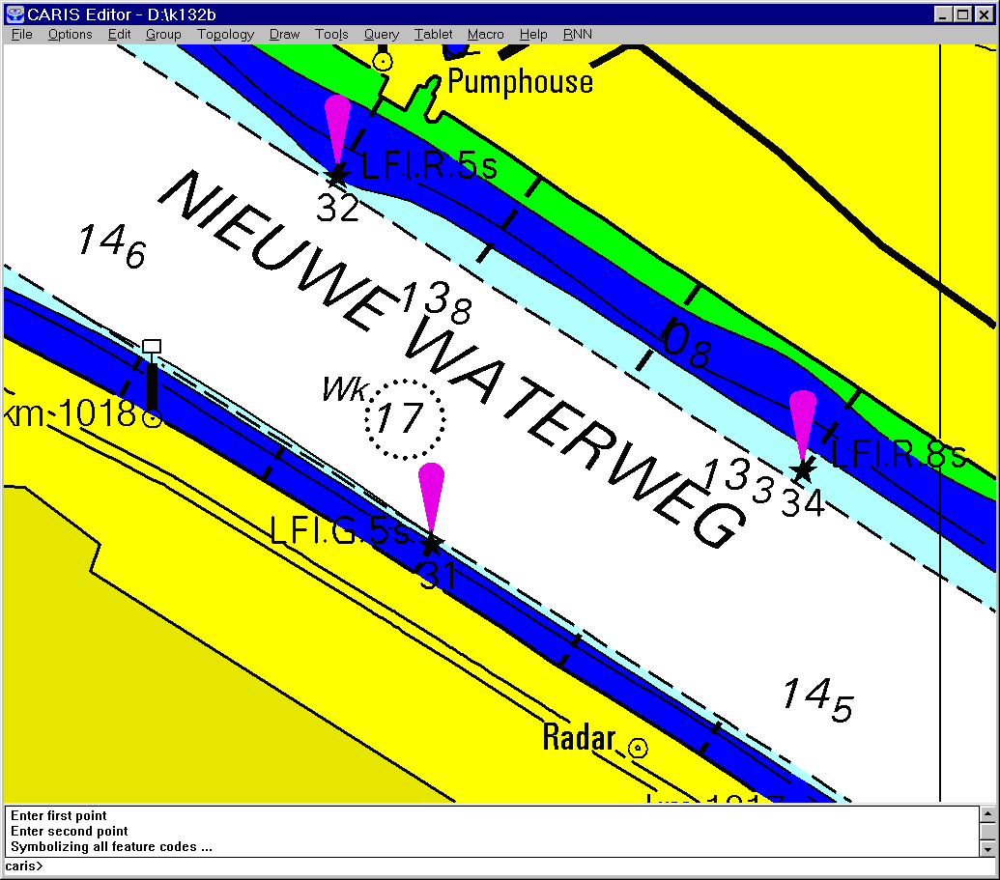 CARIS Editor - D:\k132b
File Options Edit Group Topology Draw Tools Query Tablet Macro Help RNN
Pumphouse
LFl.R.5s
32
NIEUWE WATERWEG
14₆
13₈
0₈
Wk 17
km 1018
LFl.R.8s
13₃
34
LFl.G.5s
31
14₅
Radar
km 1017
Enter first point
Enter second point
Symbolizing all feature codes ...
caris>